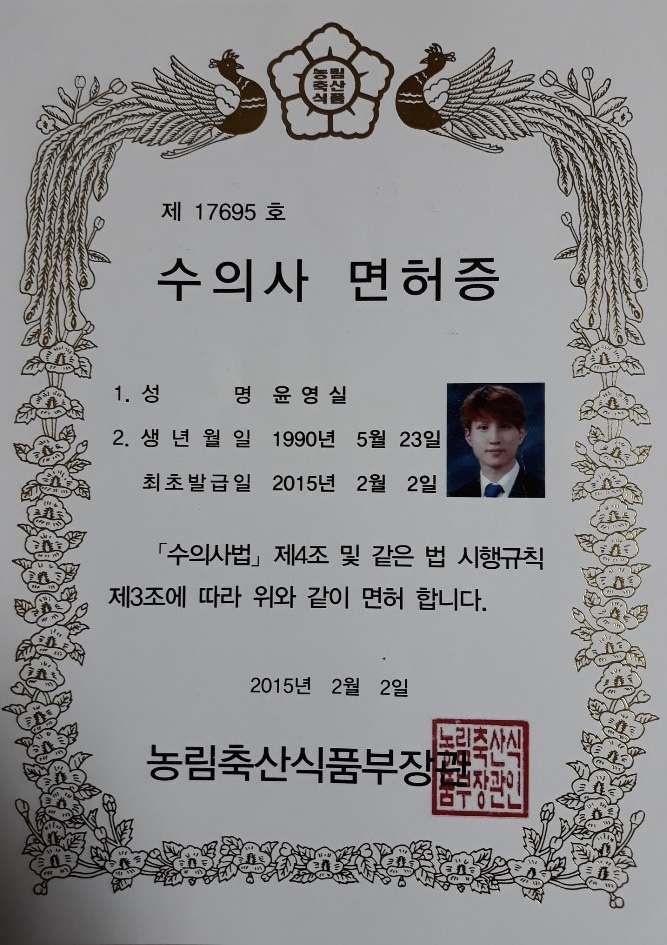 농림
축산
식품
제 17695 호
수의사 면허증
1. 성 명 윤영실
2. 생년월일 1990년 5월 23일
최초발급일 2015년 2월 2일
「수의사법」 제4조 및 같은 법 시행규칙
제3조에 따라 위와 같이 면허 합니다.
2015년 2월 2일
농림축산식품부장관
농림축산식
품부장관인